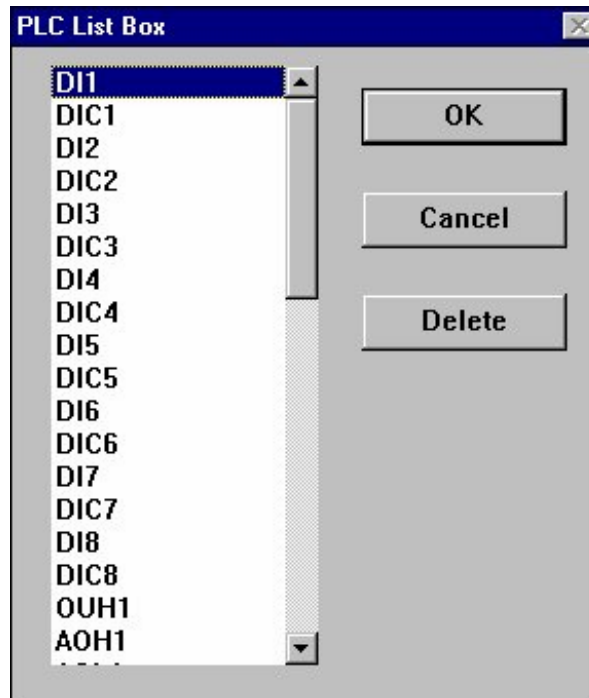 PLC List Box
DI1
DIC1
DI2
DIC2
DI3
DIC3
DI4
DIC4
DI5
DIC5
DI6
DIC6
DI7
DIC7
DI8
DIC8
OUH1
AOH1
OK
Cancel
Delete